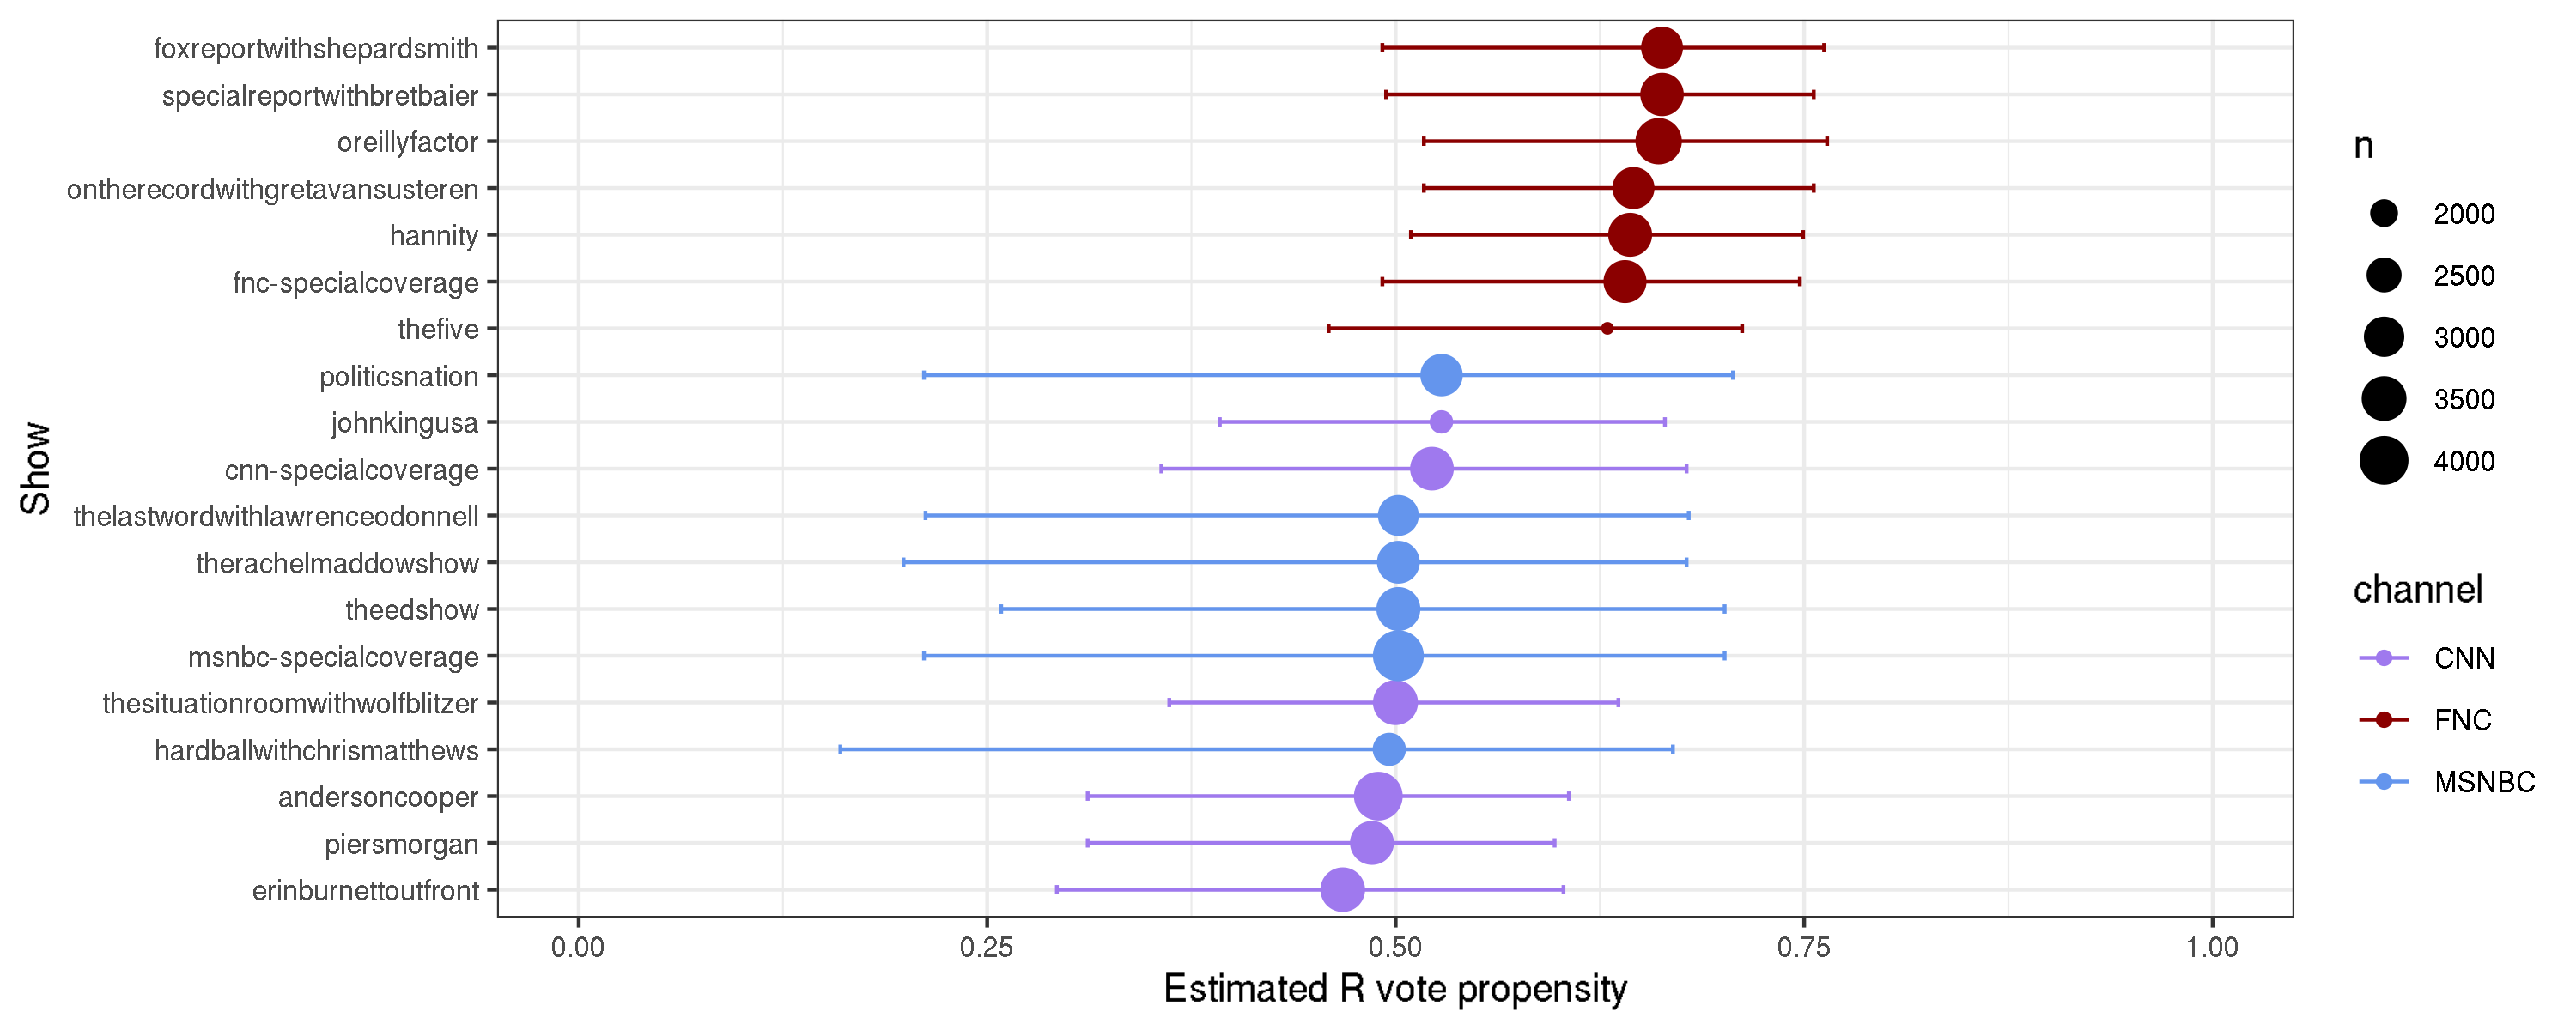 foxreportwithshepardsmith
specialreportwithbretbaier
oreillyfactor
ontherecordwithgretavansusteren
hannity
fnc-specialcoverage
thefive
politicsnation
johnkingusa
cnn-specialcoverage
thelastwordwithlawrenceodonnell
therachelmaddowshow
theedshow
msnbc-specialcoverage
thesituationroomwithwolfblitzer
hardballwithchrismatthews
andersoncooper
piersmorgan
erinburnettoutfront
Show
0.00 0.25 0.50 0.75 1.00
Estimated R vote propensity
n
2000
2500
3000
3500
4000
channel
CNN
FNC
MSNBC